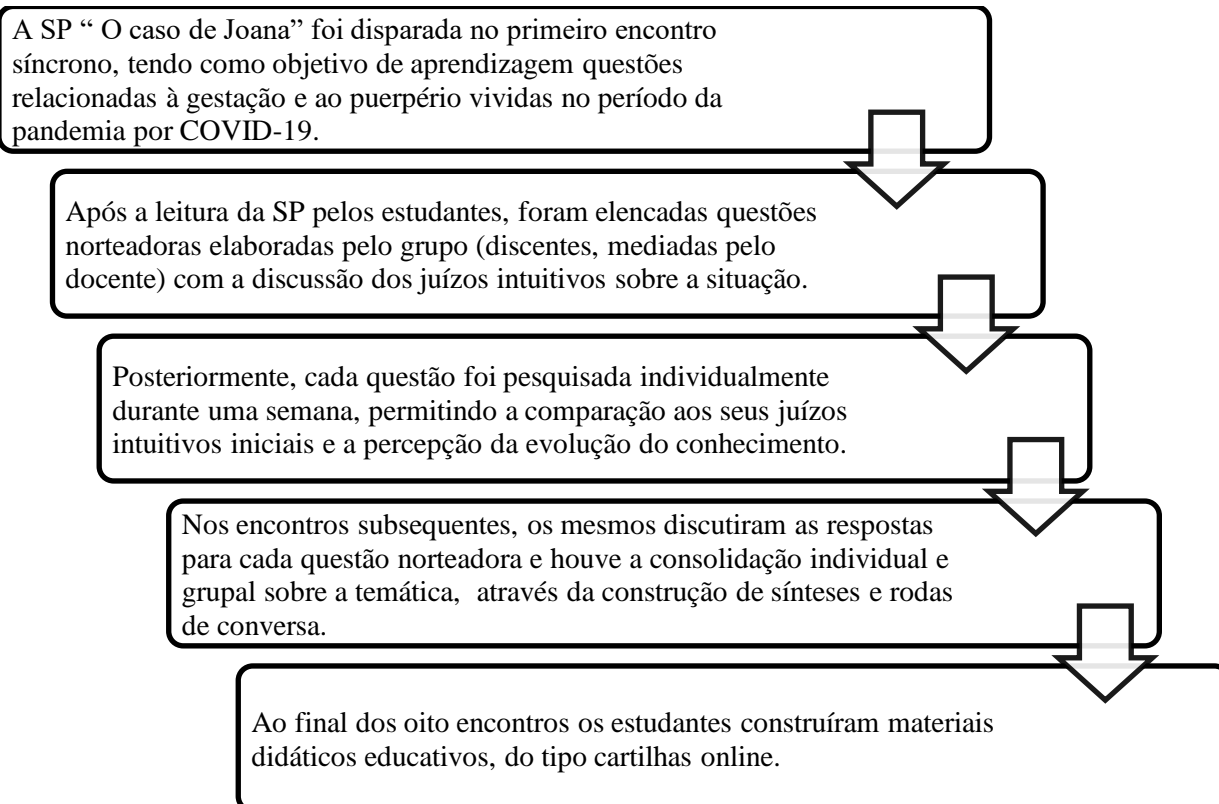 A SP “ O caso de Joana” foi disparada no primeiro encontro
síncrono, tendo como objetivo de aprendizagem questões
relacionadas à gestação e ao puerpério vividas no período da
pandemia por COVID-19.
Após a leitura da SP pelos estudantes, foram elencadas questões
norteadoras elaboradas pelo grupo (discentes, mediadas pelo
docente) com a discussão dos juízos intuitivos sobre a situação.
Posteriormente, cada questão foi pesquisada individualmente
durante uma semana, permitindo a comparação aos seus juízos
intuitivos iniciais e a percepção da evolução do conhecimento.
Nos encontros subsequentes, os mesmos discutiram as respostas
para cada questão norteadora e houve a consolidação individual e
grupal sobre a temática, através da construção de sínteses e rodas
de conversa.
Ao final dos oito encontros os estudantes construíram materiais
didáticos educativos, do tipo cartilhas online.